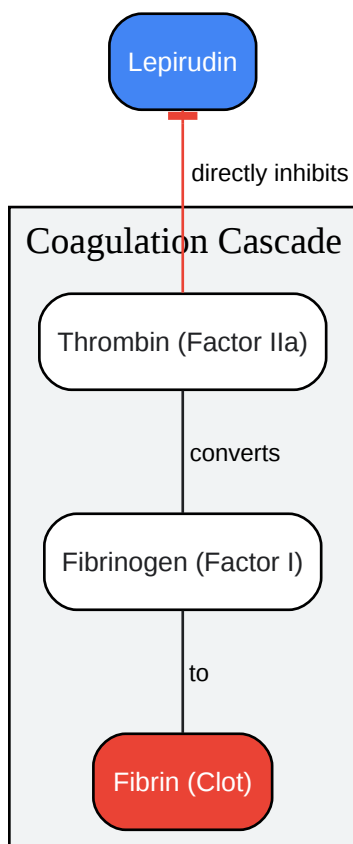 Lepirudin
directly inhibits
Coagulation Cascade
Thrombin (Factor IIa)
converts
Fibrinogen (Factor I)
to
Fibrin (Clot)